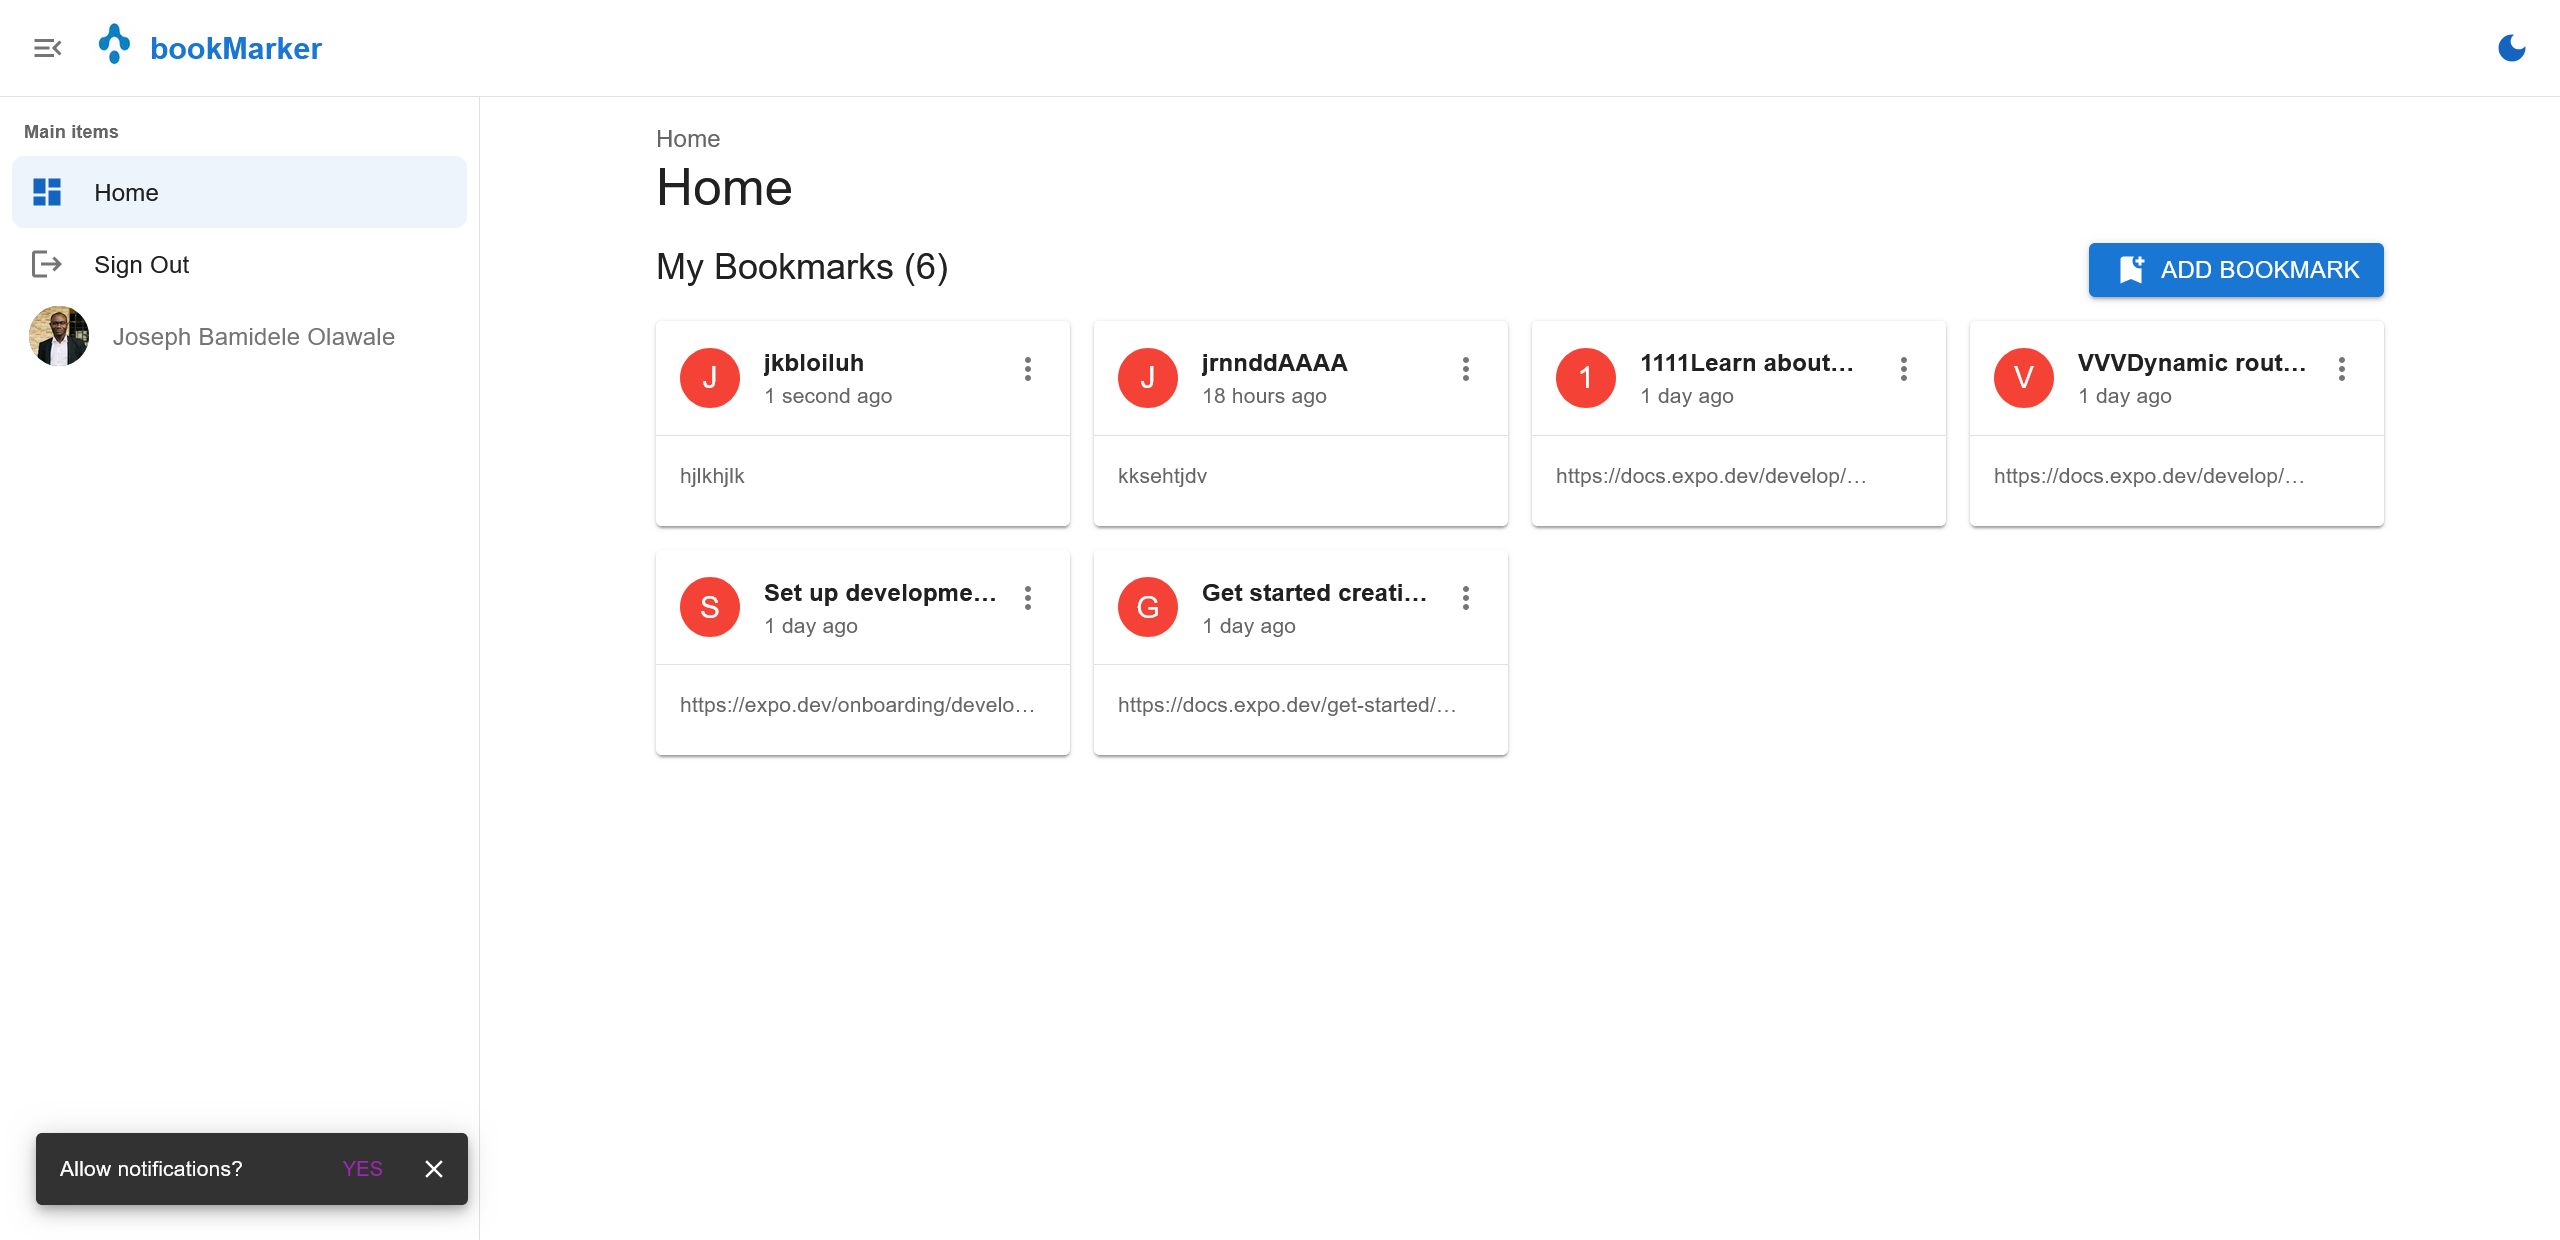 bookMarker
Main items
Home
Sign Out
Joseph Bamidele Olawale
Home
Home
My Bookmarks (6)
ADD BOOKMARK
J
jkbloiluh
1 second ago
hjlkhjlk
J
jrnnddAAAA
18 hours ago
kksehtjdv
1
1111Learn about...
1 day ago
https://docs.expo.dev/develop/...
V
VVVDynamic rout...
1 day ago
https://docs.expo.dev/develop/...
S
Set up developme...
1 day ago
https://expo.dev/onboarding/develo...
G
Get started creati...
1 day ago
https://docs.expo.dev/get-started/...
Allow notifications?
YES